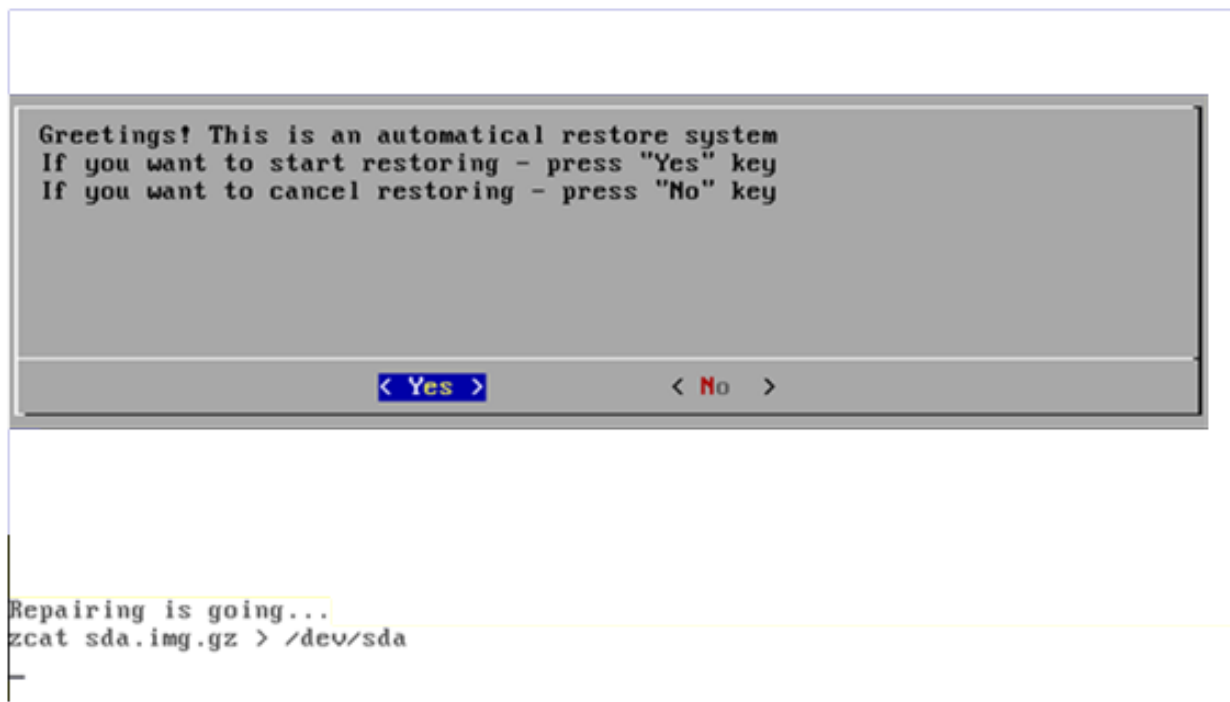 Greetings! This is an automatical restore system
If you want to start restoring - press "Yes" key
If you want to cancel restoring - press "No" key
< Yes > < No >
Repairing is going...
zcat sda.img.gz > /dev/sda